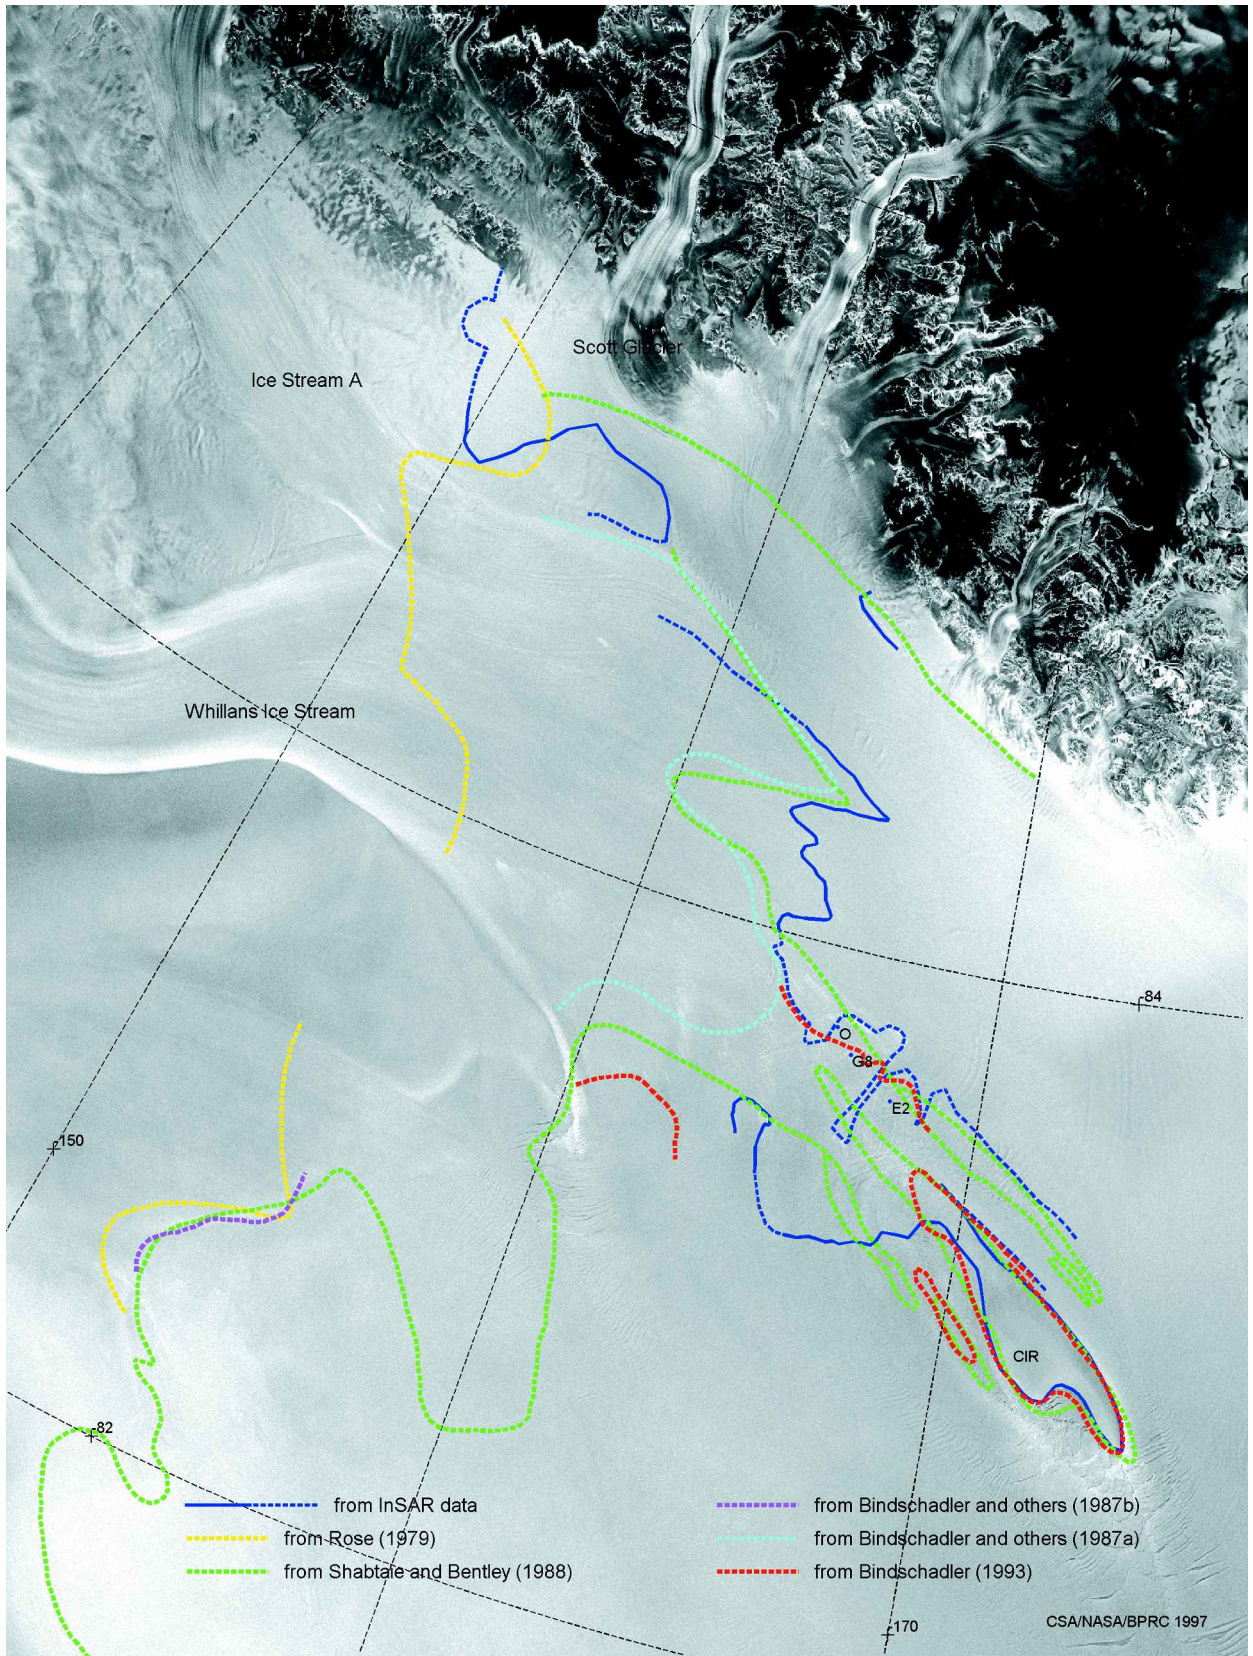 Scott Glacier
Ice Stream A
Whillans Ice Stream
-84
O
G8
E2
-150
CIR
-82
from InSAR data
from Rose (1979)
from Shabtaie and Bentley (1988)
from Bindschadler and others (1987b)
from Bindschadler and others (1987a)
from Bindschadler (1993)
CSA/NASA/BPRC 1997
-170